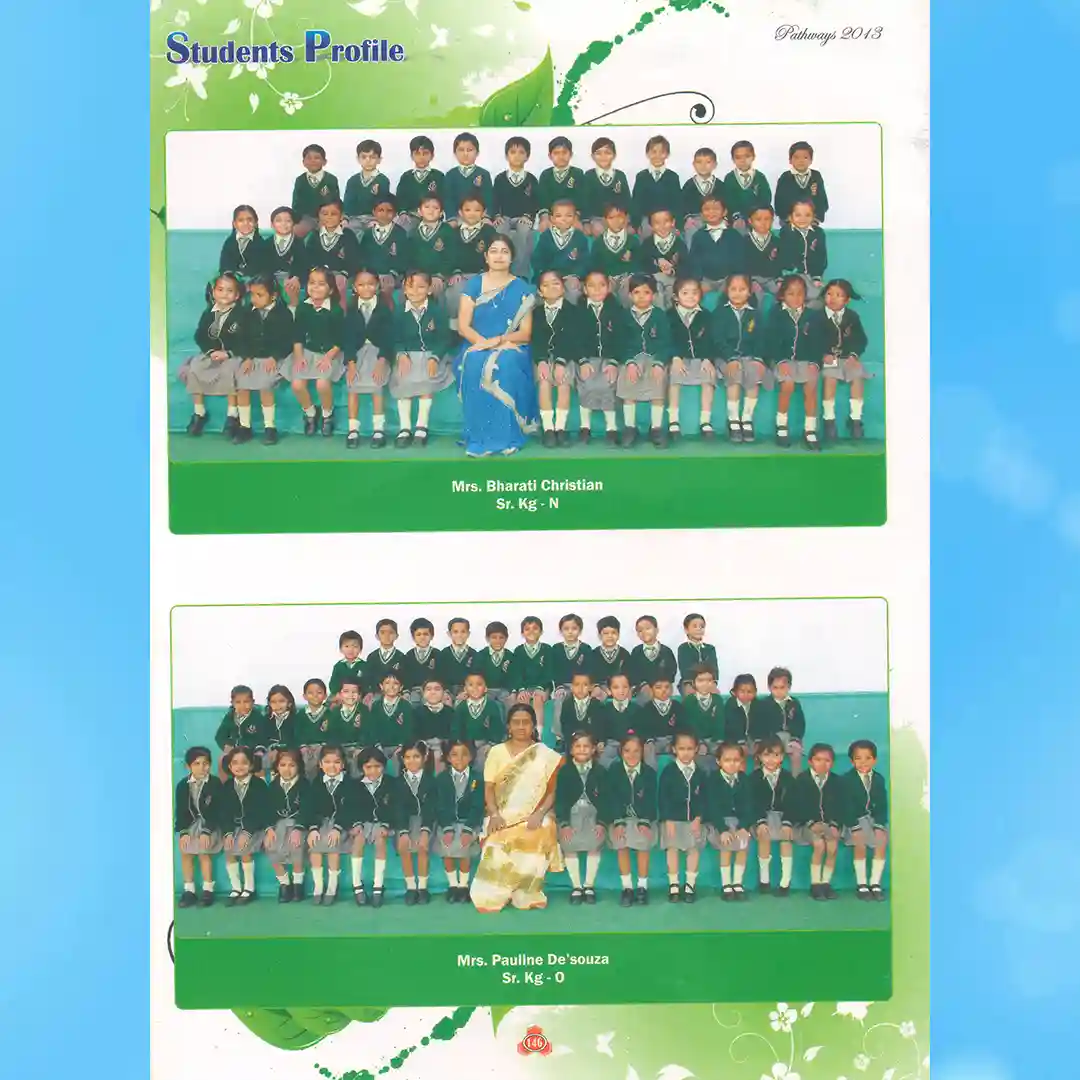 Students Profile
Pathways 2013
Mrs. Bharati Christian
Sr. Kg - N
Mrs. Pauline De'souza
Sr. Kg - O
146